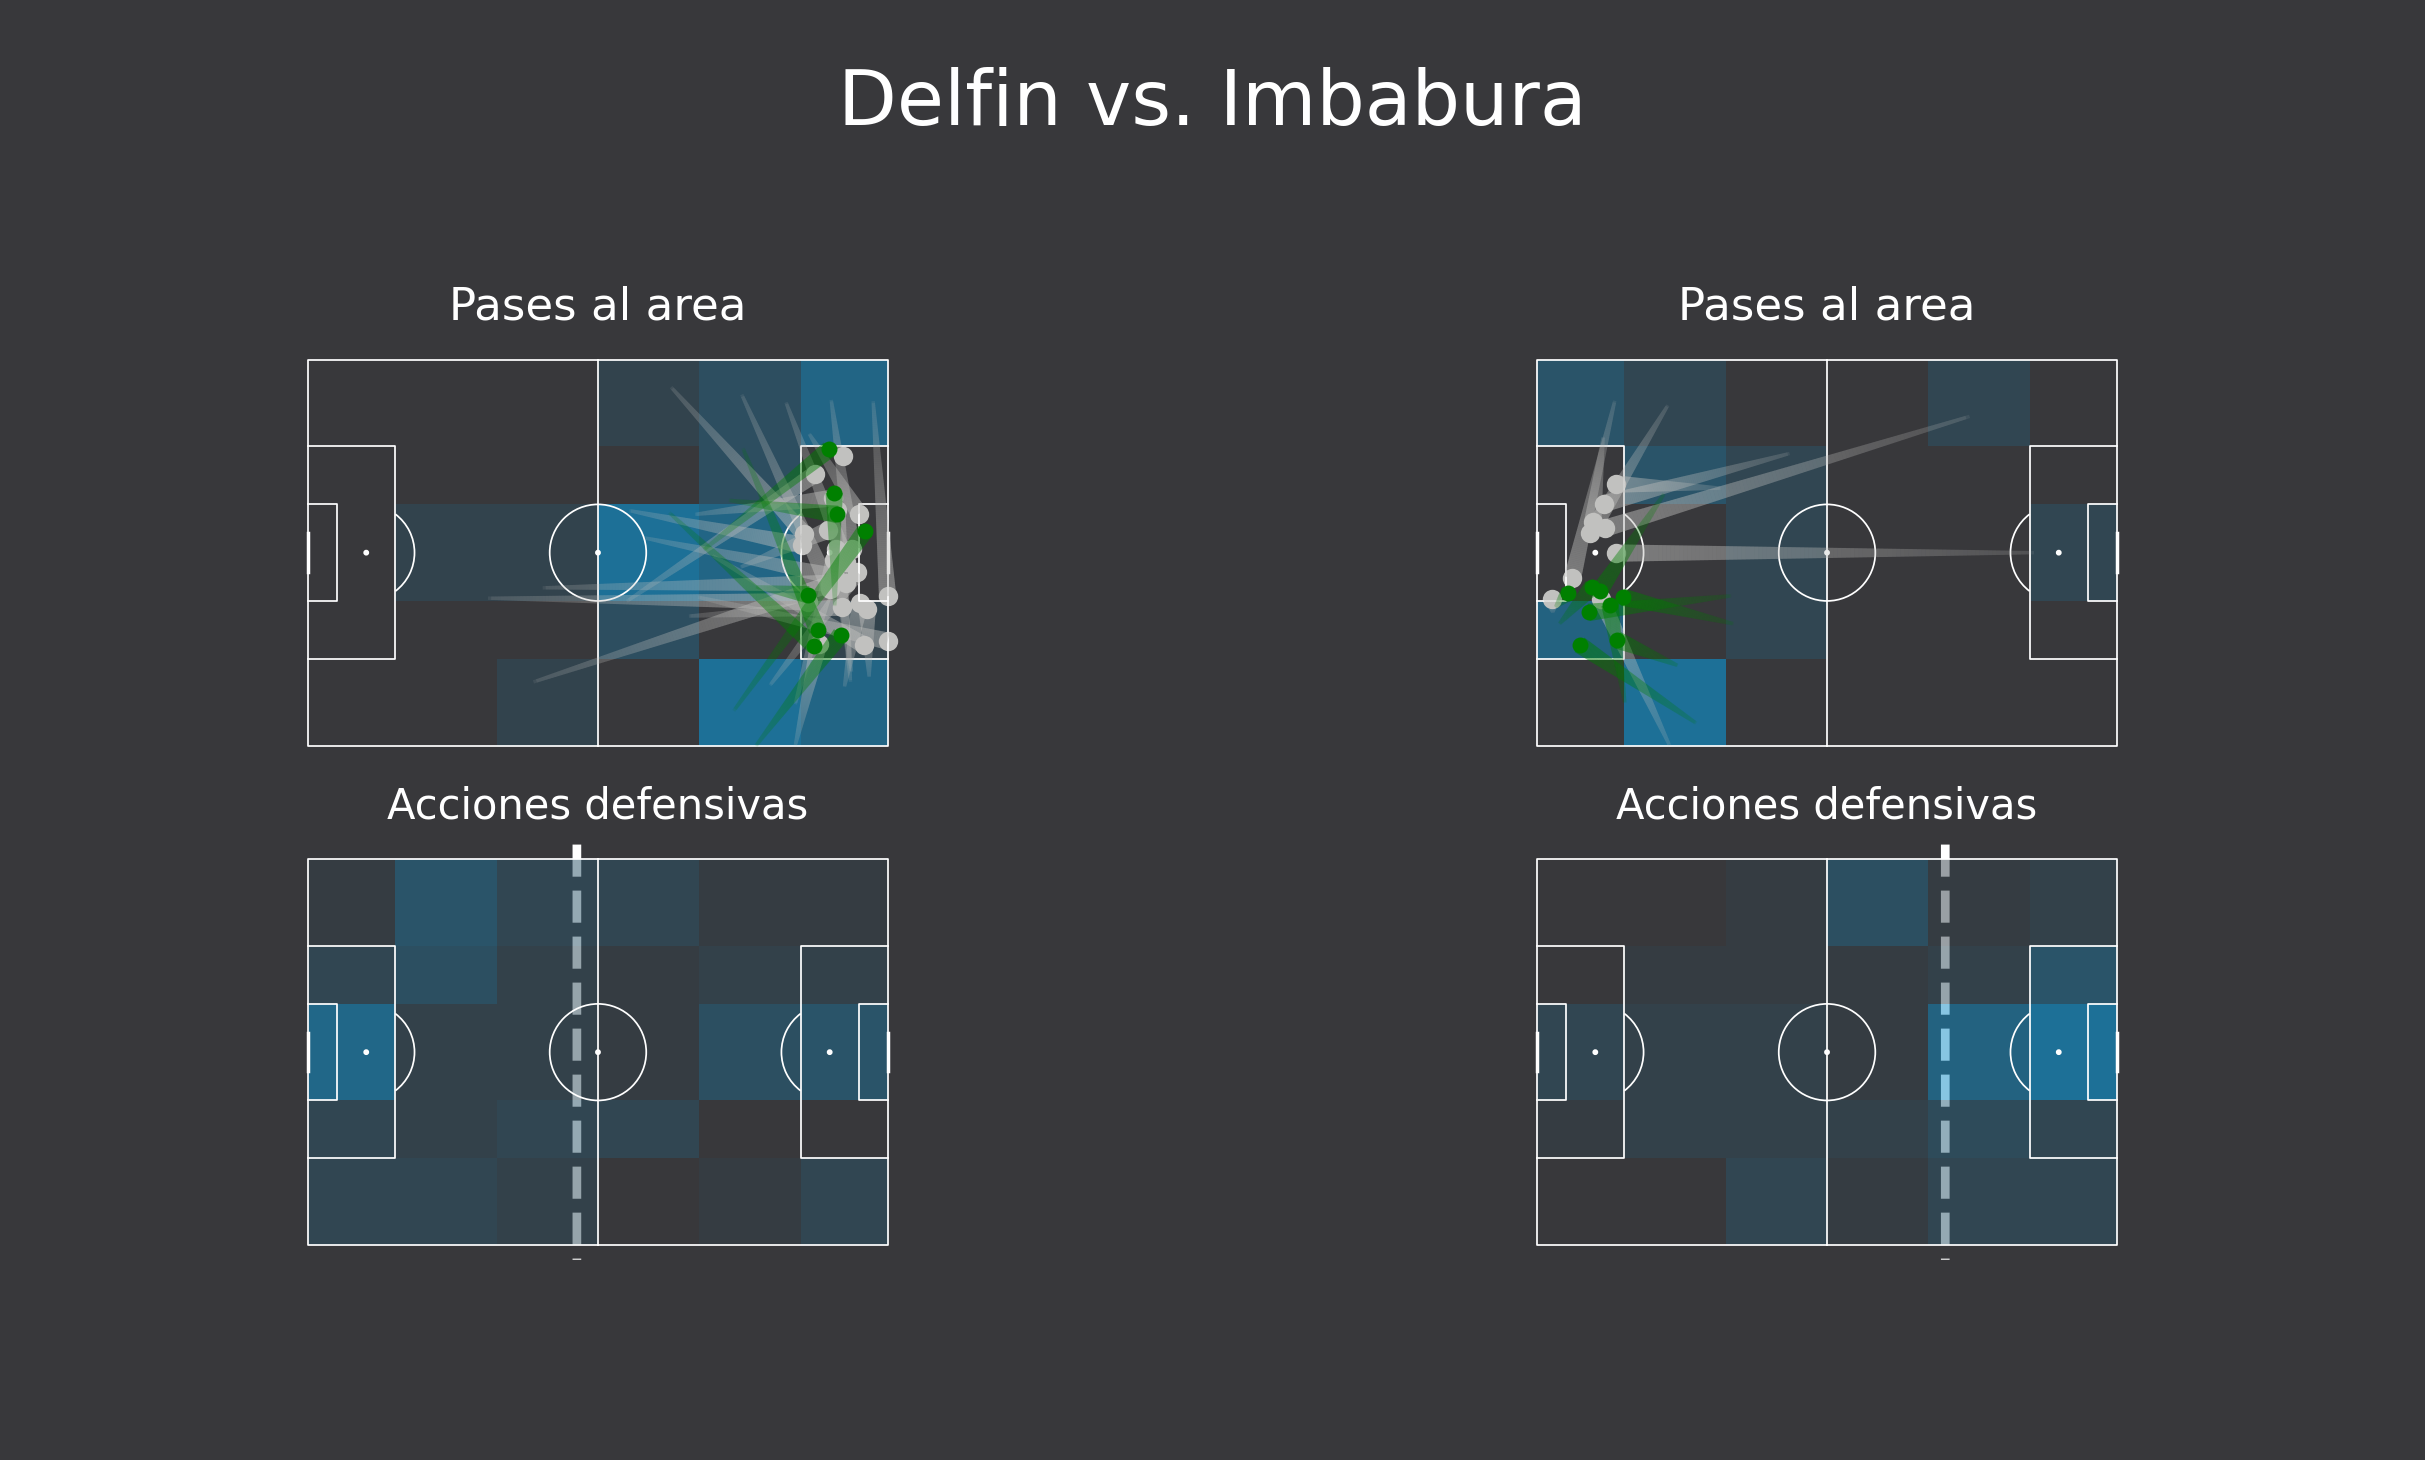 Delfin vs. Imbabura
Pases al area
Pases al area
Acciones defensivas
Acciones defensivas